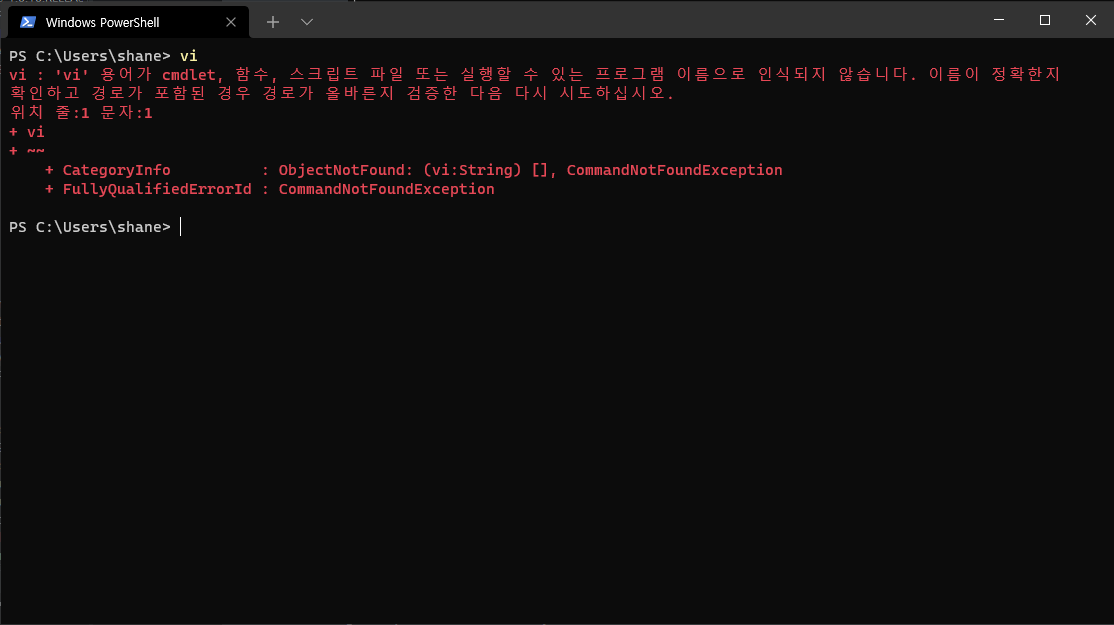 Windows PowerShell
PS C:\Users\shane> vi
vi : 'vi' 용어가 cmdlet, 함수, 스크립트 파일 또는 실행할 수 있는 프로그램 이름으로 인식되지 않습니다. 이름이 정확한지
확인하고 경로가 포함된 경우 경로가 올바른지 검증한 다음 다시 시도하십시오.
위치 줄:1 문자:1
+ vi
+ ~~
    + CategoryInfo          : ObjectNotFound: (vi:String) [], CommandNotFoundException
    + FullyQualifiedErrorId : CommandNotFoundException
PS C:\Users\shane>